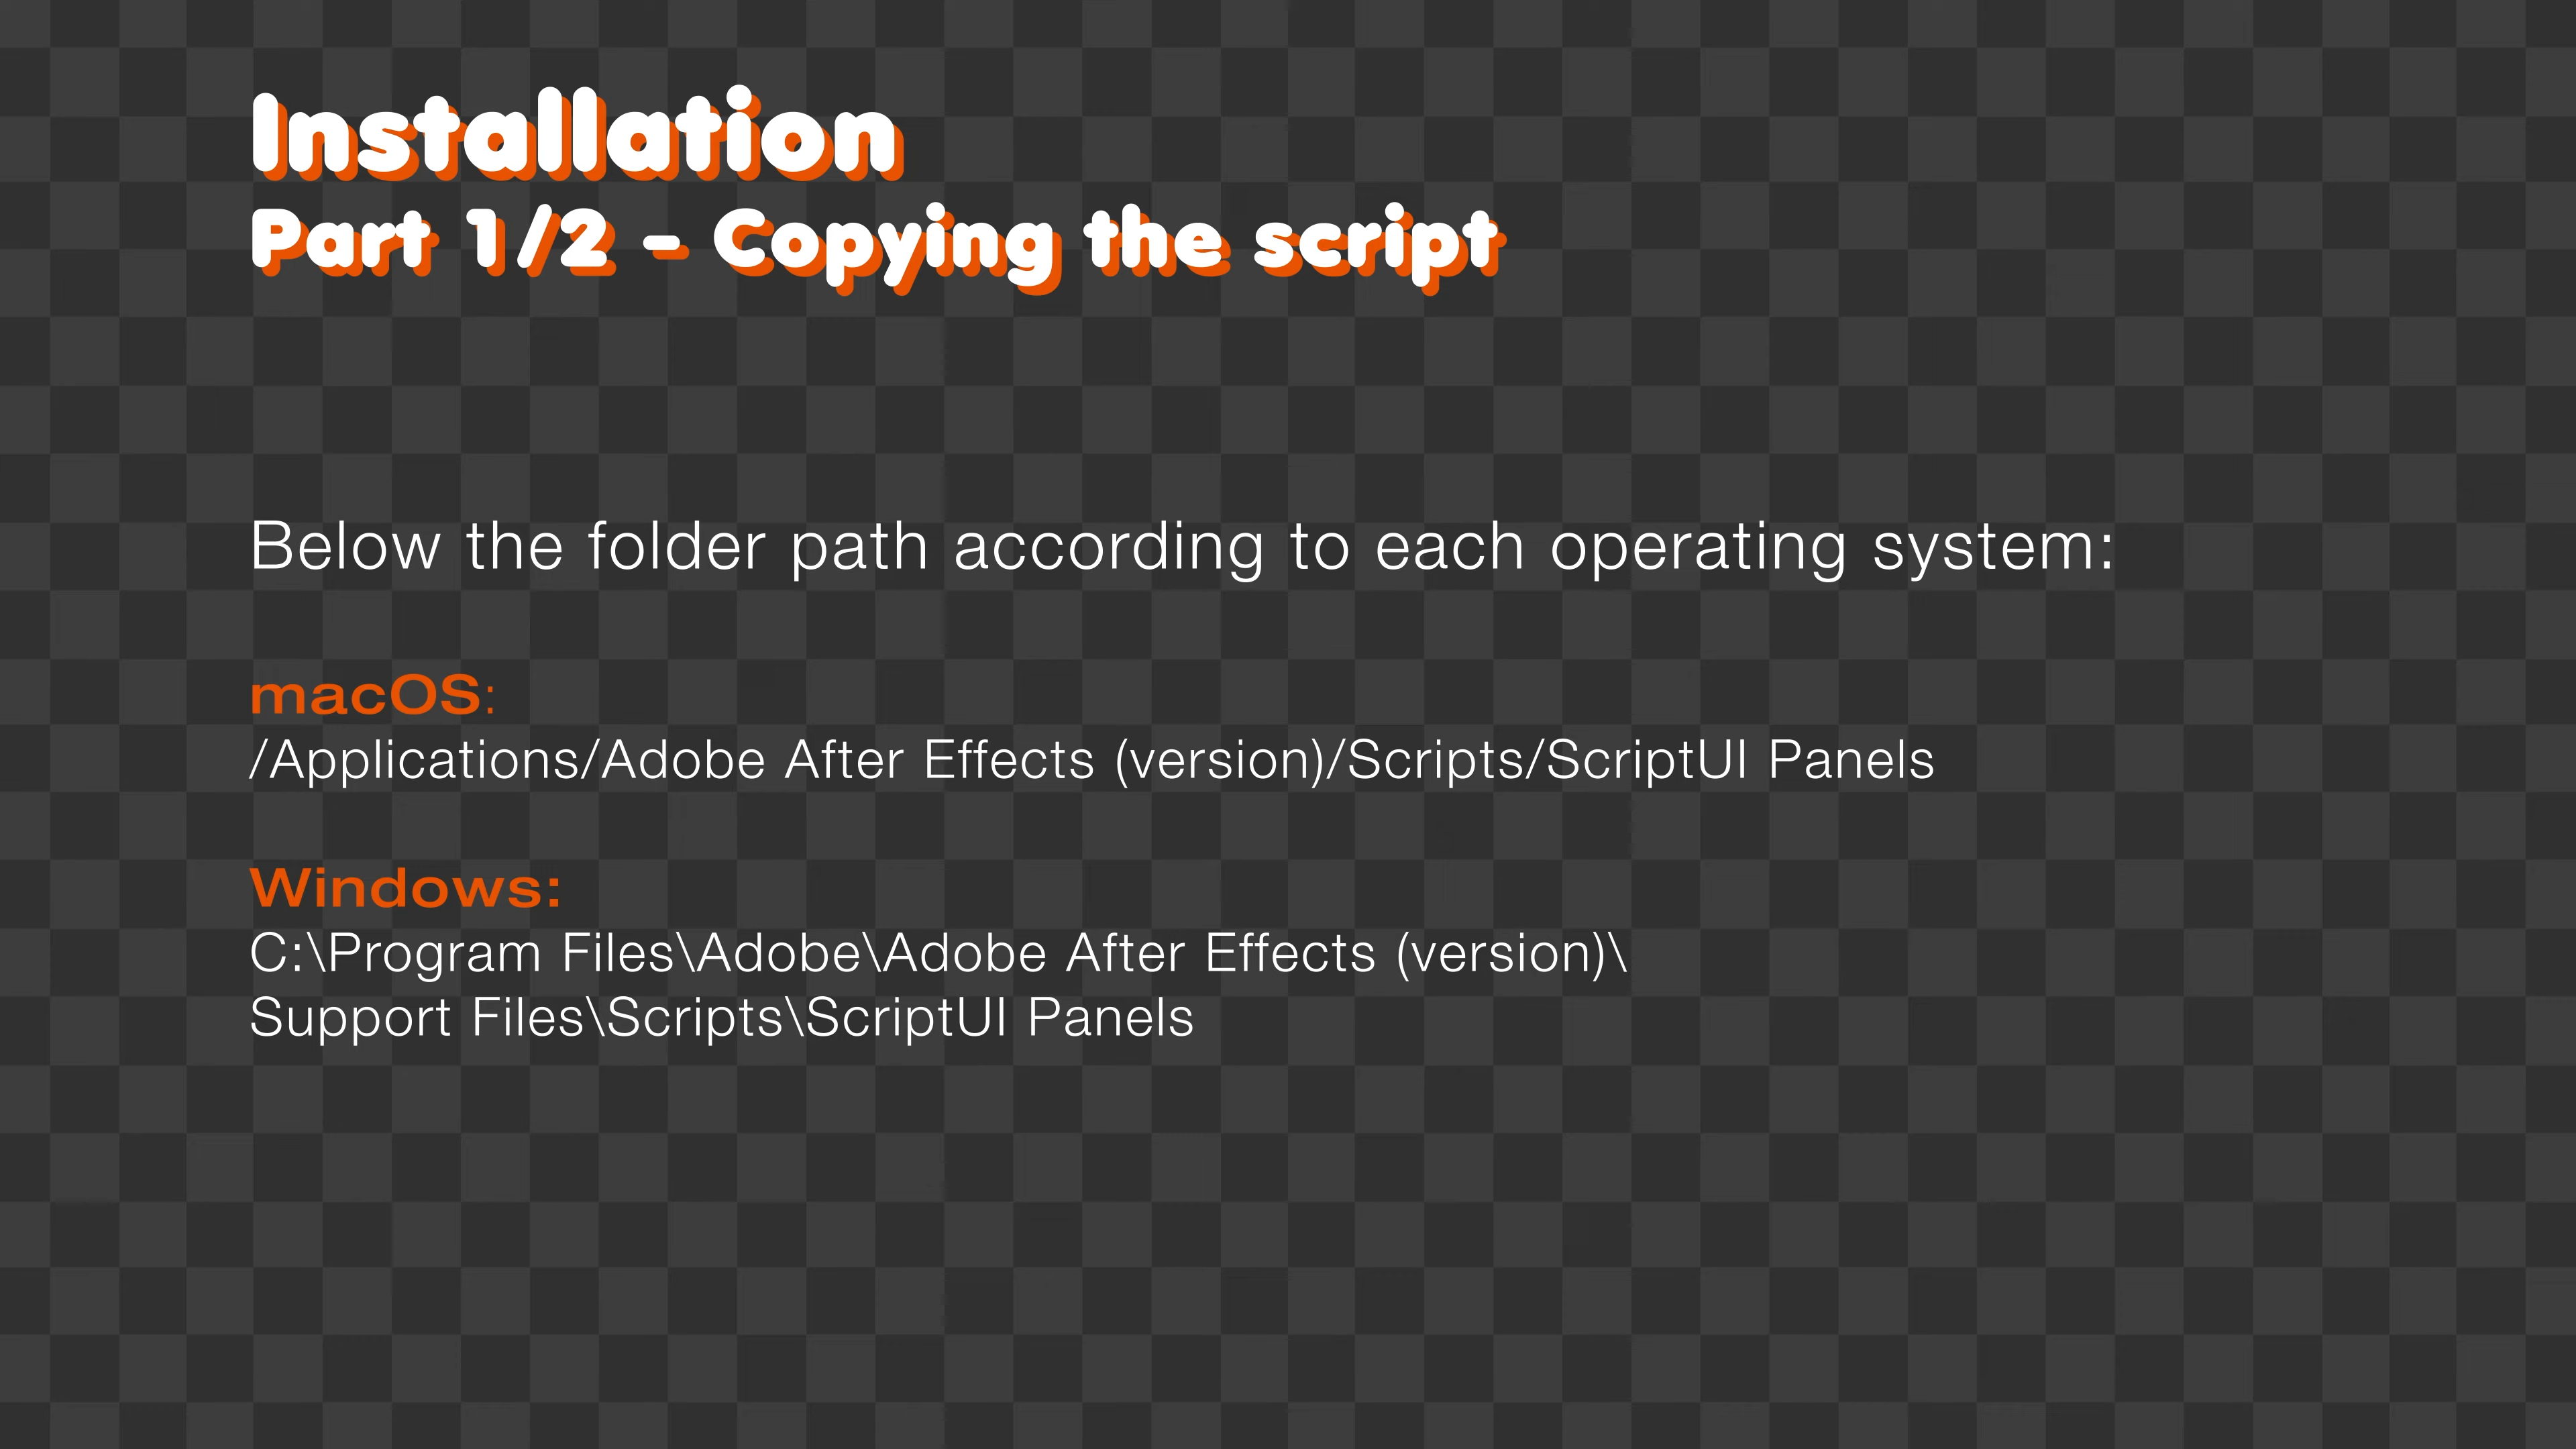 Installation
Part 1/2 - Copying the script
Below the folder path according to each operating system:
macOS:
/Applications/Adobe After Effects (version)/Scripts/ScriptUI Panels
Windows:
C:\Program Files\Adobe\Adobe After Effects (version)\
Support Files\Scripts\ScriptUI Panels